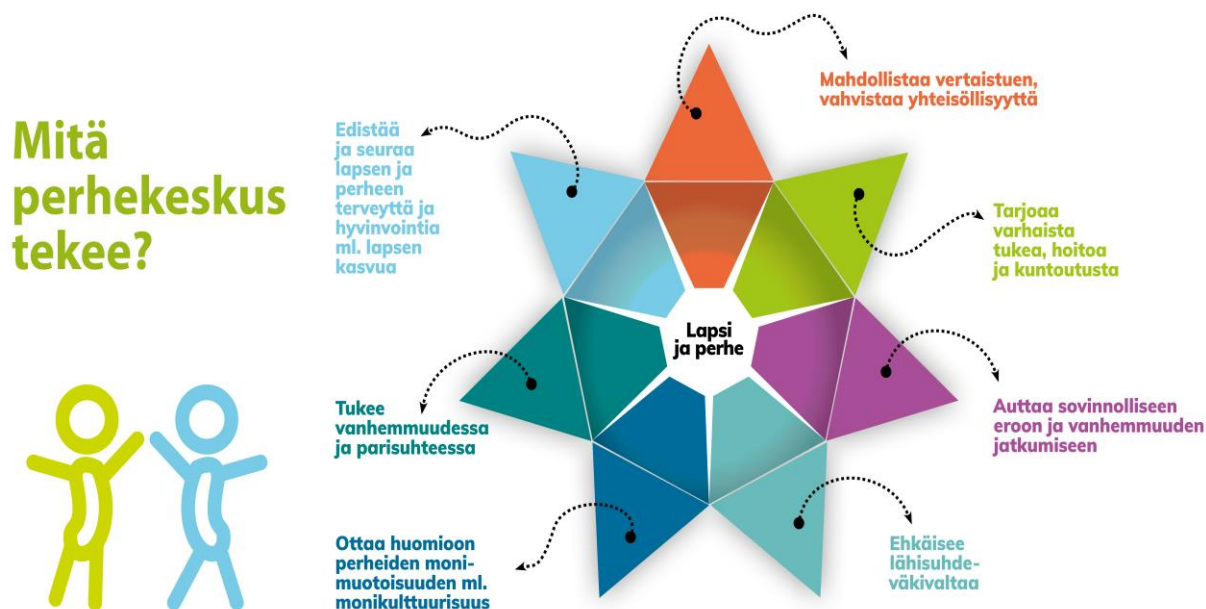 Mitä
perhekeskus
tekee?
Mahdollistaa vertaistuen,
vahvistaa yhteisöllisyyttä
Edistää
ja seuraa
lapsen ja
perheen
terveyttä ja
hyvinvointia
ml. lapsen
kasvua
Tarjoaa
varhaista
tukea, hoitoa
ja kuntoutusta
Lapsi
ja perhe
Tukee
vanhemmuudessa
ja parisuhteessa
Auttaa sovinnolliseen
eroon ja vanhemmuuden
jatkumiseen
Ottaa huomioon
perheiden moni-
muotoisuuden ml.
monikulttuurisuus
Ehkäisee
lähisuhde-
väkivaltaa